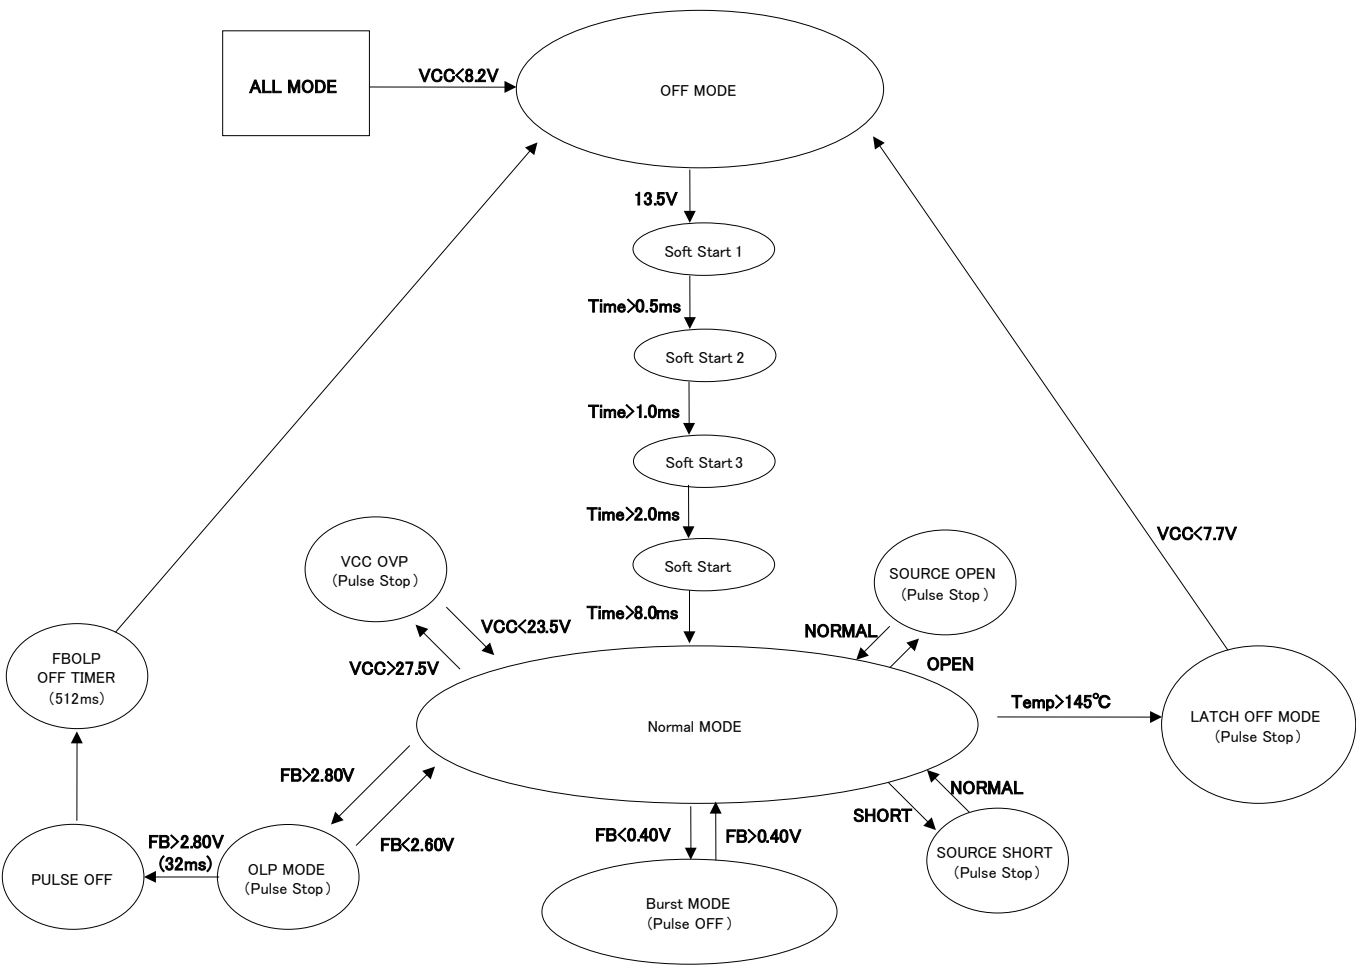 ALL MODE
VCC<8.2V
OFF MODE
13.5V
Soft Start 1
Time>0.5ms
Soft Start 2
Time>1.0ms
Soft Start 3
Time>2.0ms
Soft Start
Time>8.0ms
VCC<7.7V
VCC OVP
(Pulse Stop)
VCC<23.5V
VCC>27.5V
SOURCE OPEN
(Pulse Stop)
NORMAL
OPEN
FBOLP
OFF TIMER
(512ms)
Normal MODE
Temp>145℃
LATCH OFF MODE
(Pulse Stop)
FB>2.80V
FB<2.60V
FB<0.40V
FB>0.40V
SHORT
NORMAL
PULSE OFF
FB>2.80V
(32ms)
OLP MODE
(Pulse Stop)
Burst MODE
(Pulse OFF)
SOURCE SHORT
(Pulse Stop)